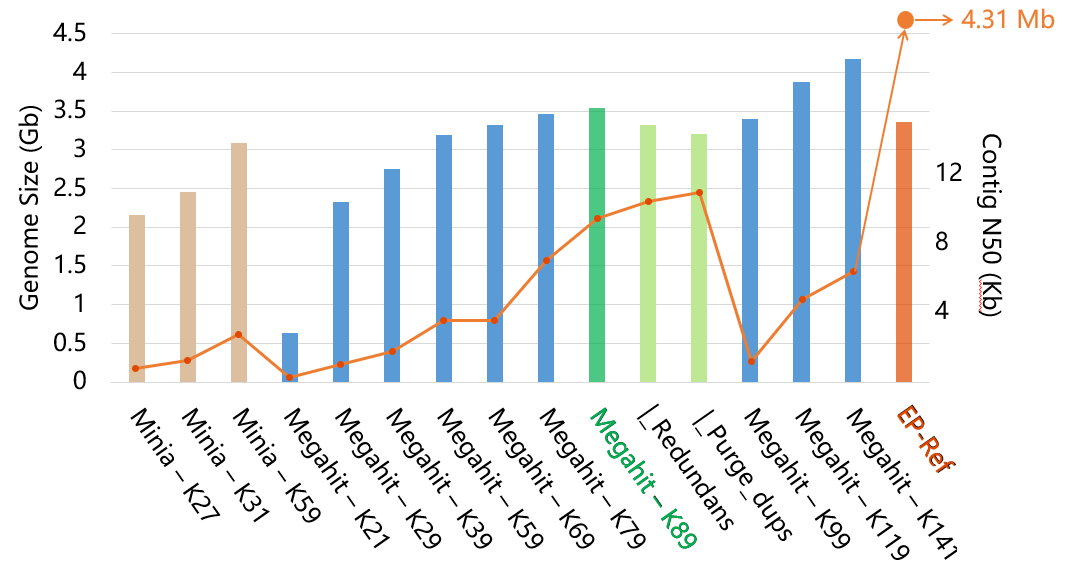 4.31 Mb
4.5
4
3.5
3
2.5
2
1.5
1
0.5
0
Genome Size (Gb)
12
8
4
Contig N50 (Kb)
Minia – K27
Minia – K31
Minia – K59
Megahit – K21
Megahit – K29
Megahit – K39
Megahit – K59
Megahit – K69
Megahit – K79
Megahit – K89
|_Redundans
|_Purge_dups
Megahit – K99
Megahit – K119
Megahit – K141
EP-Ref